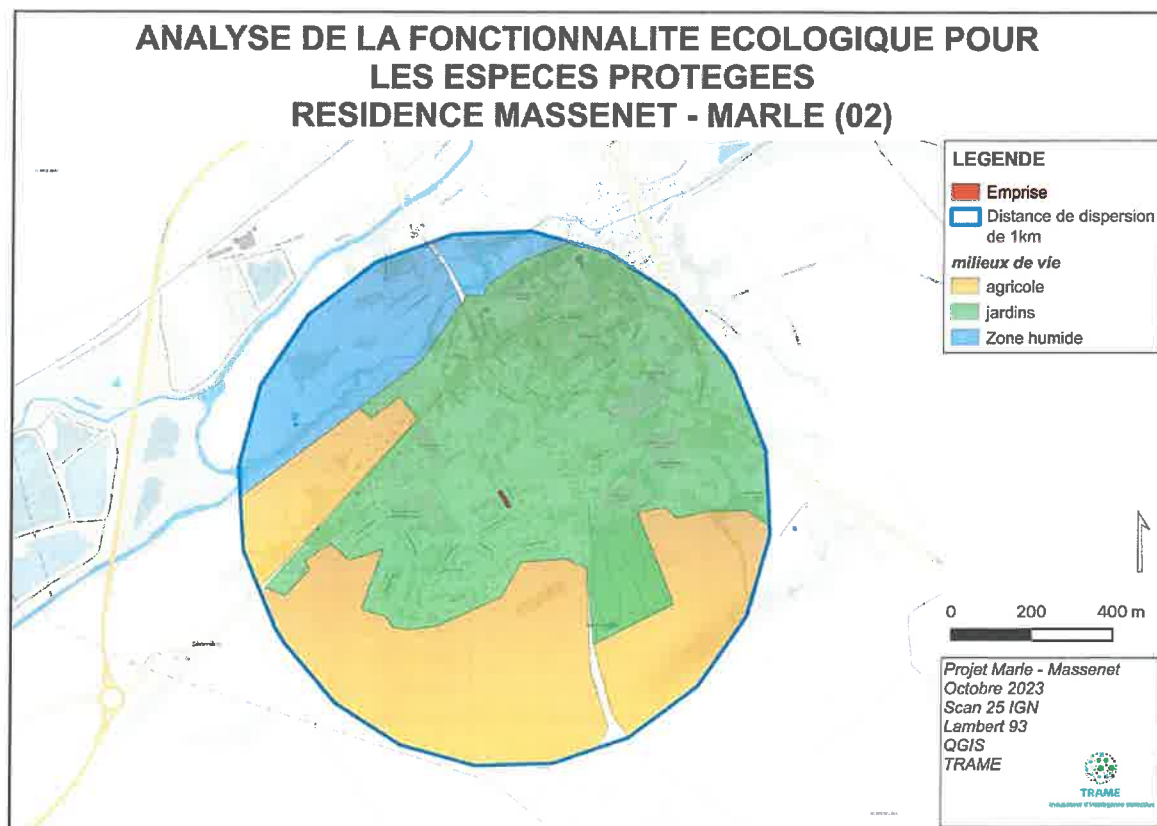 ANALYSE DE LA FONCTIONNALITE ECOLOGIQUE POUR
LES ESPECES PROTEGEES
RESIDENCE MASSENET - MARLE (02)
LEGENDE
Emprise
Distance de dispersion
de 1km
milieux de vie
agricole
jardins
Zone humide
0 200 400 m
Projet Marle - Massenet
Octobre 2023
Scan 25 IGN
Lambert 93
QGIS
TRAME
TRAME